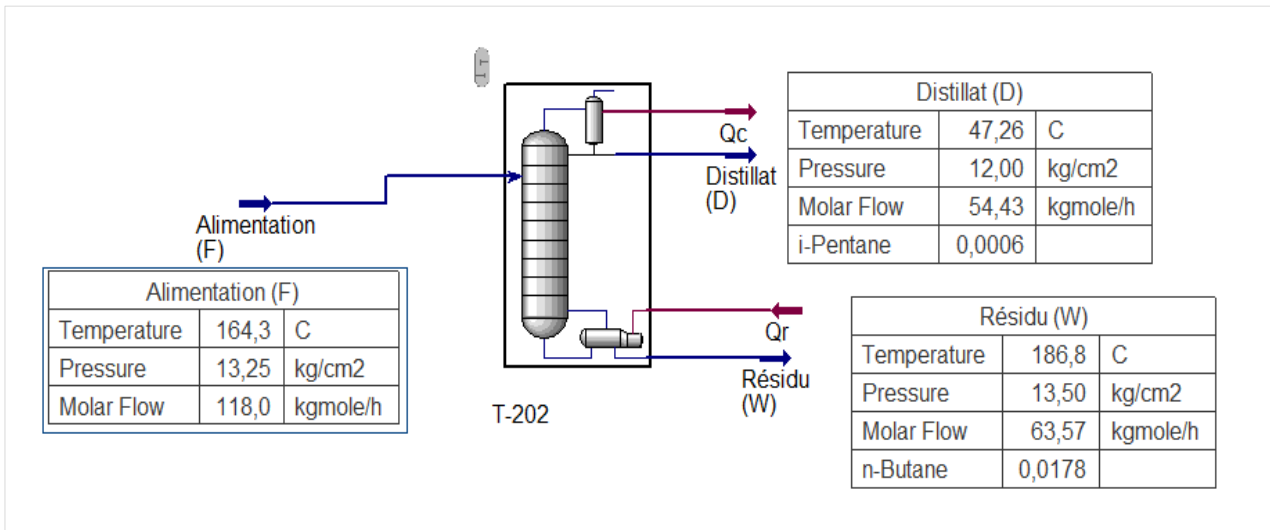 Distillat (D)
Temperature 47,26 C
Pressure 12,00 kg/cm2
Molar Flow 54,43 kgmole/h
i-Pentane 0,0006
Qc
Distillat
(D)
Alimentation
(F)
Alimentation (F)
Temperature 164,3 C
Pressure 13,25 kg/cm2
Molar Flow 118,0 kgmole/h
T-202
Qr
Résidu
(W)
Résidu (W)
Temperature 186,8 C
Pressure 13,50 kg/cm2
Molar Flow 63,57 kgmole/h
n-Butane 0,0178